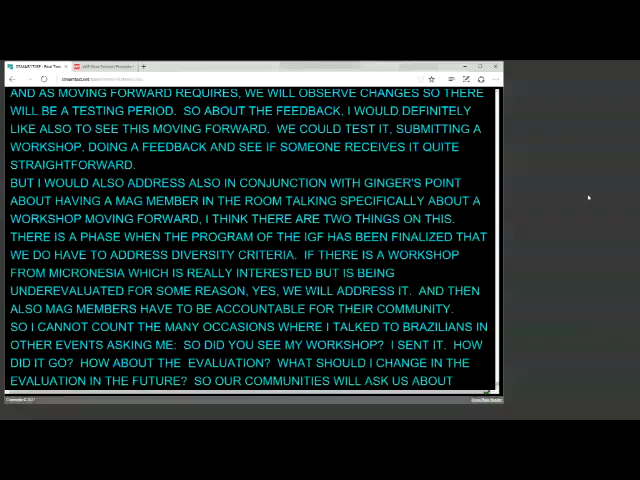 streamtext.net
AND AS MOVING FORWARD REQUIRES, WE WILL OBSERVE CHANGES SO THERE
WILL BE A TESTING PERIOD.  SO ABOUT THE FEEDBACK, I WOULD DEFINITELY
LIKE ALSO TO SEE THIS MOVING FORWARD.  WE COULD TEST IT, SUBMITTING A
WORKSHOP, DOING A FEEDBACK AND SEE IF SOMEONE RECEIVES IT QUITE
STRAIGHTFORWARD.
BUT I WOULD ALSO ADDRESS ALSO IN CONJUNCTION WITH GINGER'S POINT
ABOUT HAVING A MAG MEMBER IN THE ROOM TALKING SPECIFICALLY ABOUT A
WORKSHOP MOVING FORWARD, I THINK THERE ARE TWO THINGS ON THIS.
THERE IS A PHASE WHEN THE PROGRAM OF THE IGF HAS BEEN FINALIZED THAT
WE DO HAVE TO ADDRESS DIVERSITY CRITERIA.  IF THERE IS A WORKSHOP
FROM MICRONESIA WHICH IS REALLY INTERESTED BUT IS BEING
UNDEREVALUATED FOR SOME REASON, YES, WE WILL ADDRESS IT.  AND THEN
ALSO MAG MEMBERS HAVE TO BE ACCOUNTABLE FOR THEIR COMMUNITY.
SO I CANNOT COUNT THE MANY OCCASIONS WHERE I TALKED TO BRAZILIANS IN
OTHER EVENTS ASKING ME:  SO DID YOU SEE MY WORKSHOP?  I SENT IT.  HOW
DID IT GO?  HOW ABOUT THE  EVALUATION?  WHAT SHOULD I CHANGE IN THE
EVALUATION IN THE FUTURE?  SO OUR COMMUNITIES WILL ASK US ABOUT